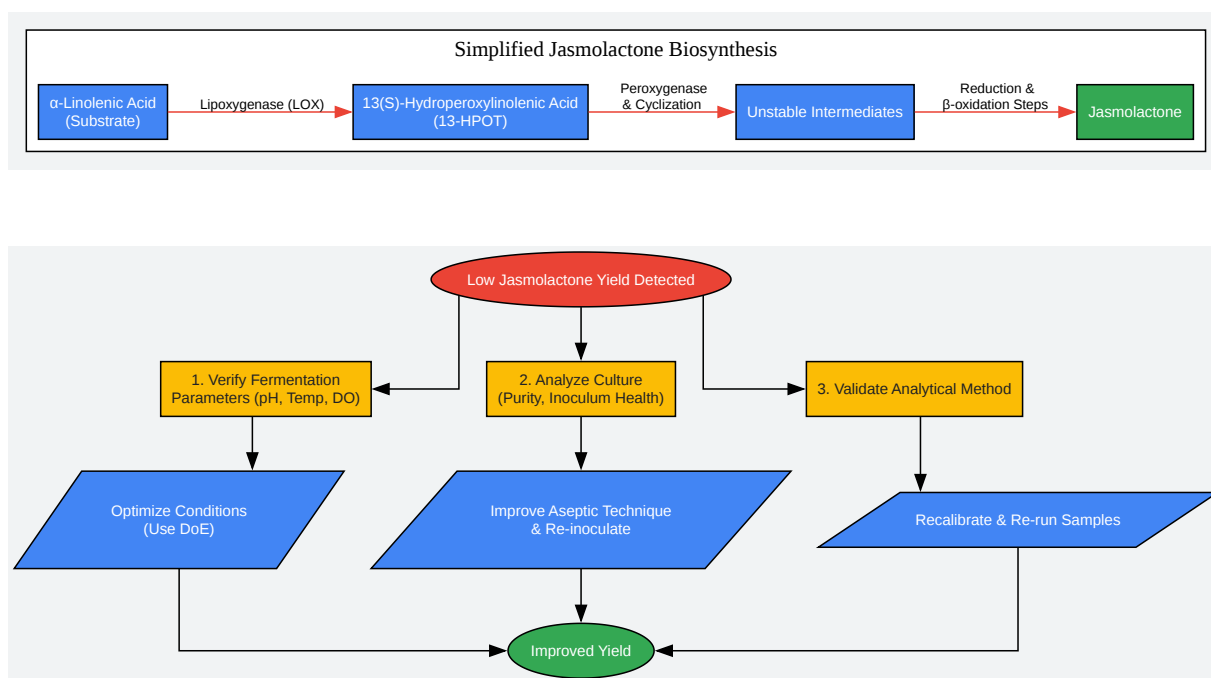 Simplified Jasmolactone Biosynthesis
α-Linolenic Acid
(Substrate)
Lipoxygenase (LOX)
13(S)-Hydroperoxylinolenic Acid
(13-HPOT)
Peroxygenase
& Cyclization
Unstable Intermediates
Reduction &
β-oxidation Steps
Jasmolactone
Low Jasmolactone Yield Detected
1. Verify Fermentation
Parameters (pH, Temp, DO)
2. Analyze Culture
(Purity, Inoculum Health)
3. Validate Analytical Method
Optimize Conditions
(Use DoE)
Improve Aseptic Technique
& Re-inoculate
Recalibrate & Re-run Samples
Improved Yield